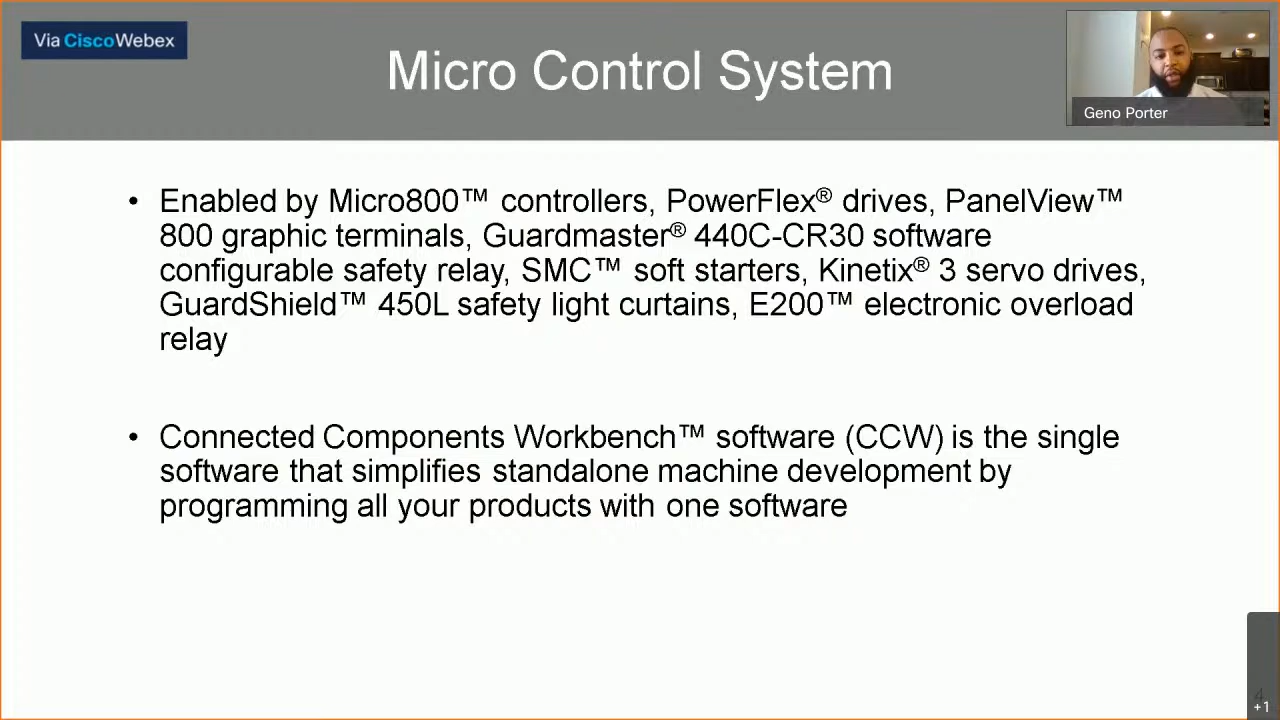 Via CiscoWebex
Micro Control System
Geno Porter
• Enabled by Micro800™ controllers, PowerFlex® drives, PanelView™
800 graphic terminals, Guardmaster® 440C-CR30 software
configurable safety relay, SMC™ soft starters, Kinetix® 3 servo drives,
GuardShield™ 450L safety light curtains, E200™ electronic overload
relay
• Connected Components Workbench™ software (CCW) is the single
software that simplifies standalone machine development by
programming all your products with one software
4
+1